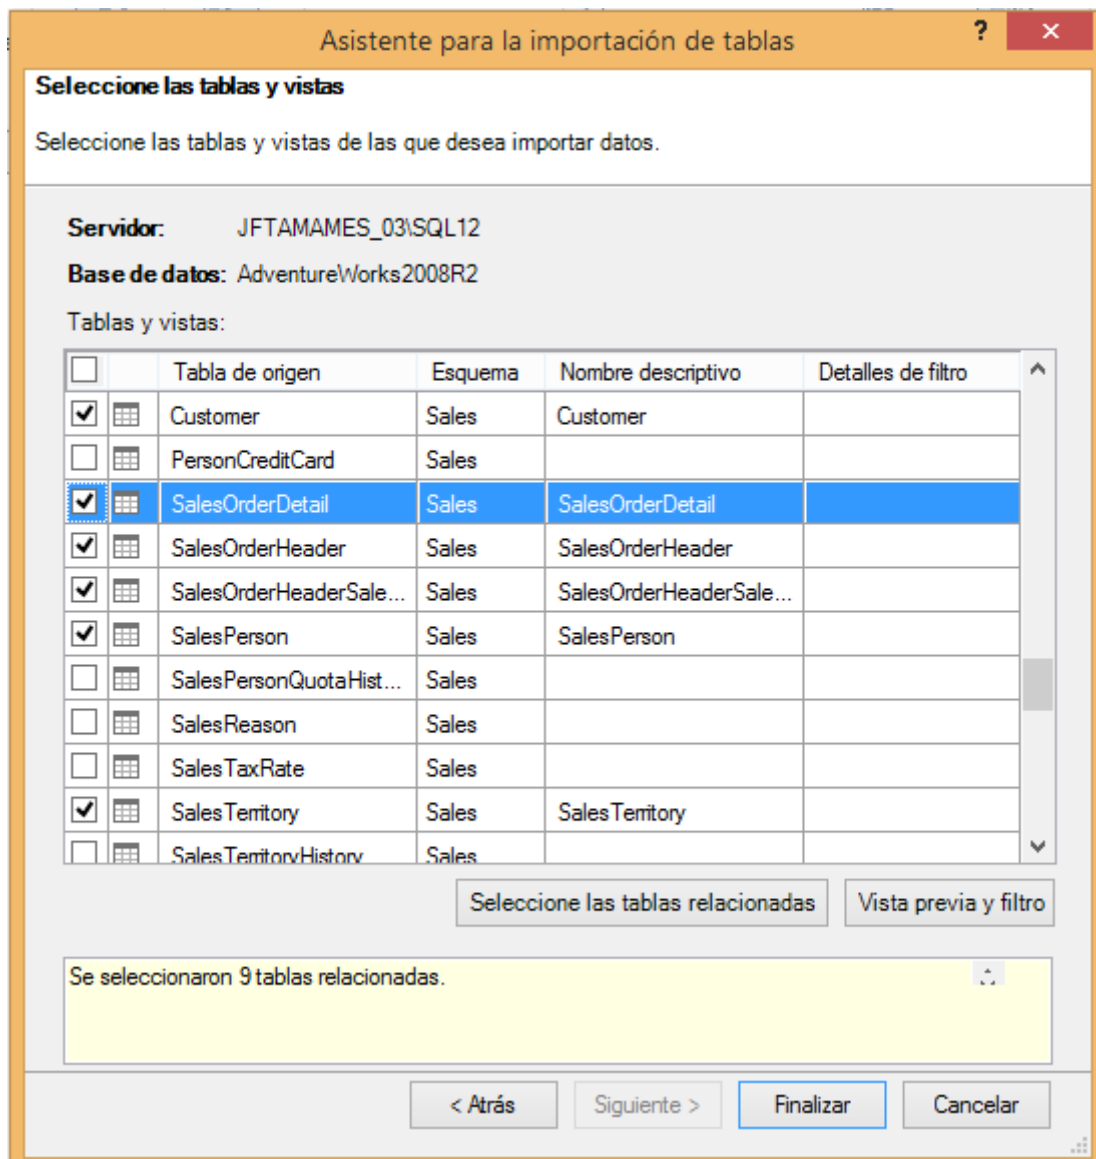 Asistente para la importación de tablas ?
Seleccione las tablas y vistas
Seleccione las tablas y vistas de las que desea importar datos.
Servidor: JFTAMAMES_03\SQL12
Base de datos: AdventureWorks2008R2
Tablas y vistas:
Tabla de origen Esquema Nombre descriptivo Detalles de filtro
Customer Sales Customer
PersonCreditCard Sales
SalesOrderDetail Sales SalesOrderDetail
SalesOrderHeader Sales SalesOrderHeader
SalesOrderHeaderSale... Sales SalesOrderHeaderSale...
SalesPerson Sales SalesPerson
SalesPersonQuotaHist... Sales
SalesReason Sales
SalesTaxRate Sales
SalesTerritory Sales SalesTerritory
SalesTerritoryHistory Sales
Seleccione las tablas relacionadas Vista previa y filtro
Se seleccionaron 9 tablas relacionadas.
< Atrás Siguiente > Finalizar Cancelar